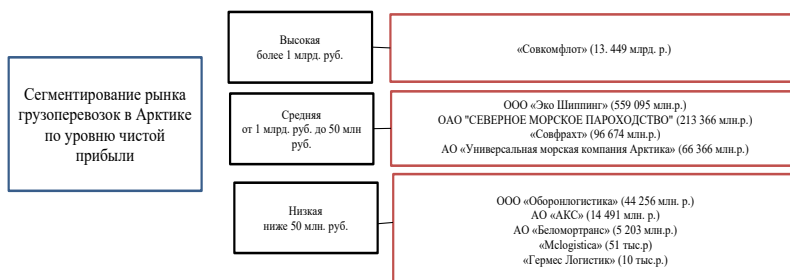 Сегментирование рынка
грузоперевозок в Арктике
по уровню чистой
прибыли
Высокая
более 1 млрд. руб.
«Совкомфлот» (13. 449 млрд. р.)
Средняя
от 1 млрд. руб. до 50 млн
руб.
ООО «Эко Шиппинг» (559 095 млн.р.)
ОАО "СЕВЕРНОЕ МОРСКОЕ ПАРОХОДСТВО" (213 366 млн.р.)
«Совфрахт» (96 674 млн.р.)
АО «Универсальная морская компания Арктика» (66 366 млн.р.)
Низкая
ниже 50 млн. руб.
ООО «Оборонлогистика» (44 256 млн. р.)
АО «АКС» (14 491 млн. р.)
АО «Беломортранс» (5 203 млн.р.)
«Mclogistica» (51 тыс.р)
«Гермес Логистик» (10 тыс.р.)